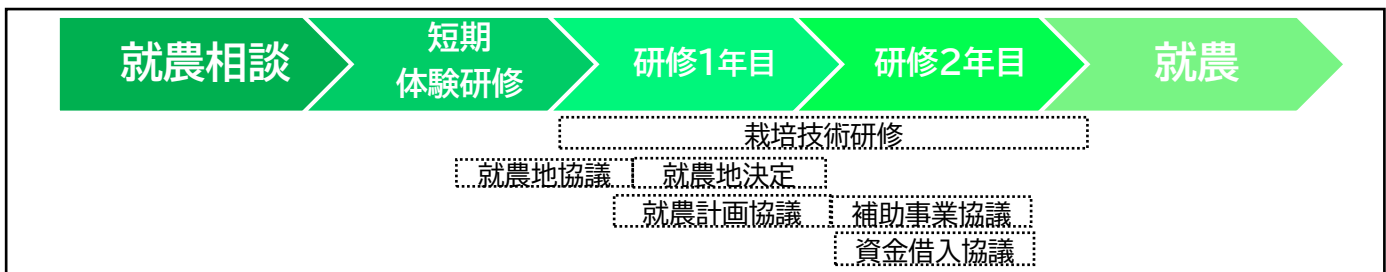 就農相談
短期
体験研修
研修1年目
研修2年目
就農
栽培技術研修
就農地協議
就農地決定
就農計画協議
補助事業協議
資金借入協議